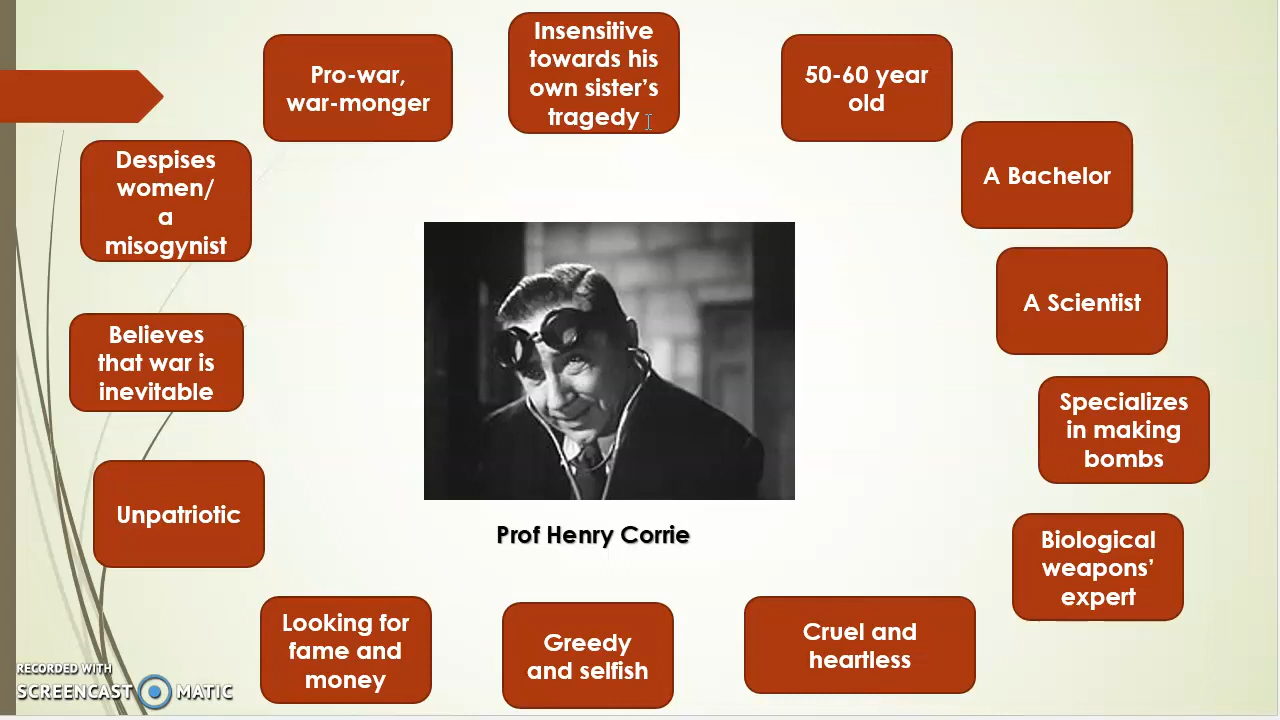 Insensitive
towards his
own sister's
tragedy
Pro-war,
war-monger
50-60 year
old
A Bachelor
Despises
women/
a
misogynist
A Scientist
Believes
that war is
inevitable
Specializes
in making
bombs
Unpatriotic
Prof Henry Corrie
Biological
weapons'
expert
Looking for
fame and
money
Greedy
and selfish
Cruel and
heartless
RECORDED WITH
SCREENCAST MATIC